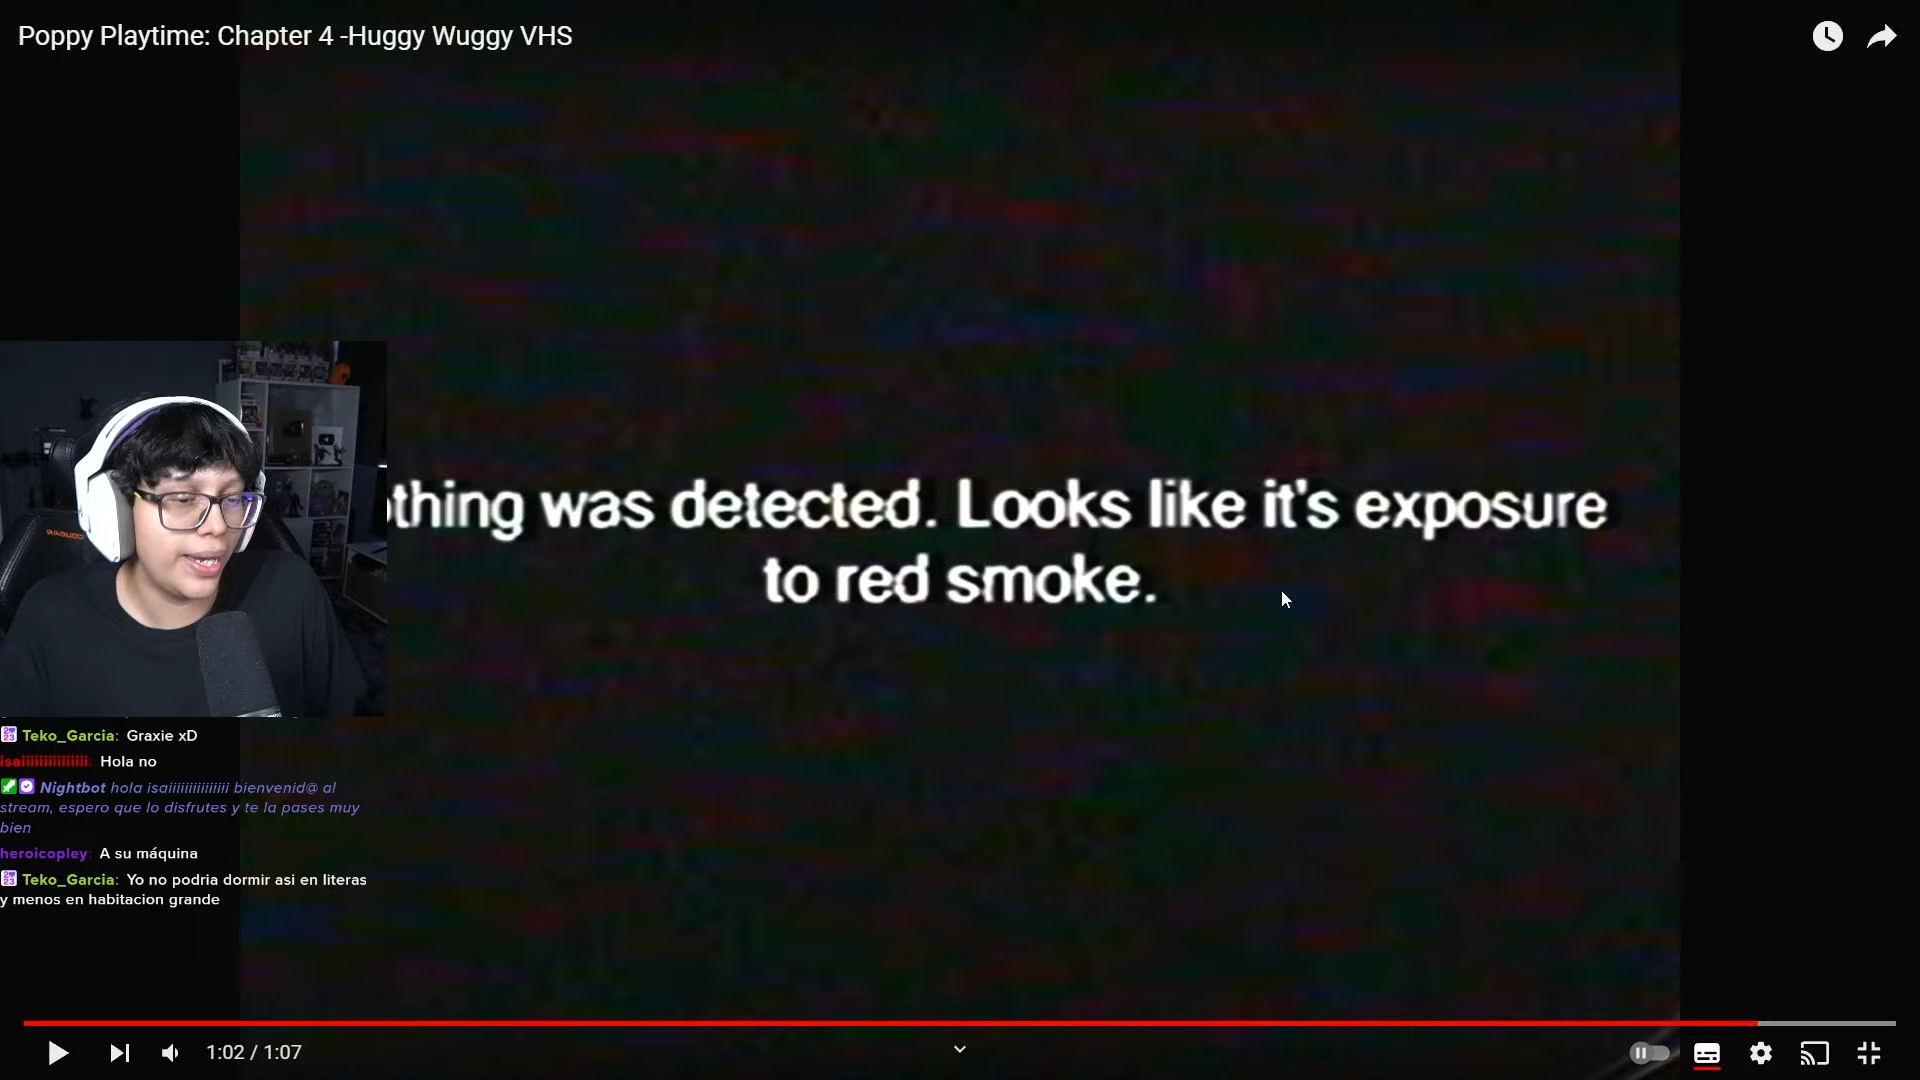 Poppy Playtime: Chapter 4 -Huggy Wuggy VHS
thing was detected. Looks like it's exposure
to red smoke.
COUGAR
Teko_Garcia: Graxie xD
Hola no
Nightbot hola bienvenid@ al
stream, espero que lo disfrutes y te la pases muy
bien
heroicopley: A su máquina
Teko_Garcia: Yo no podria dormir asi en literas
y menos en habitacion grande
1:02 / 1:07